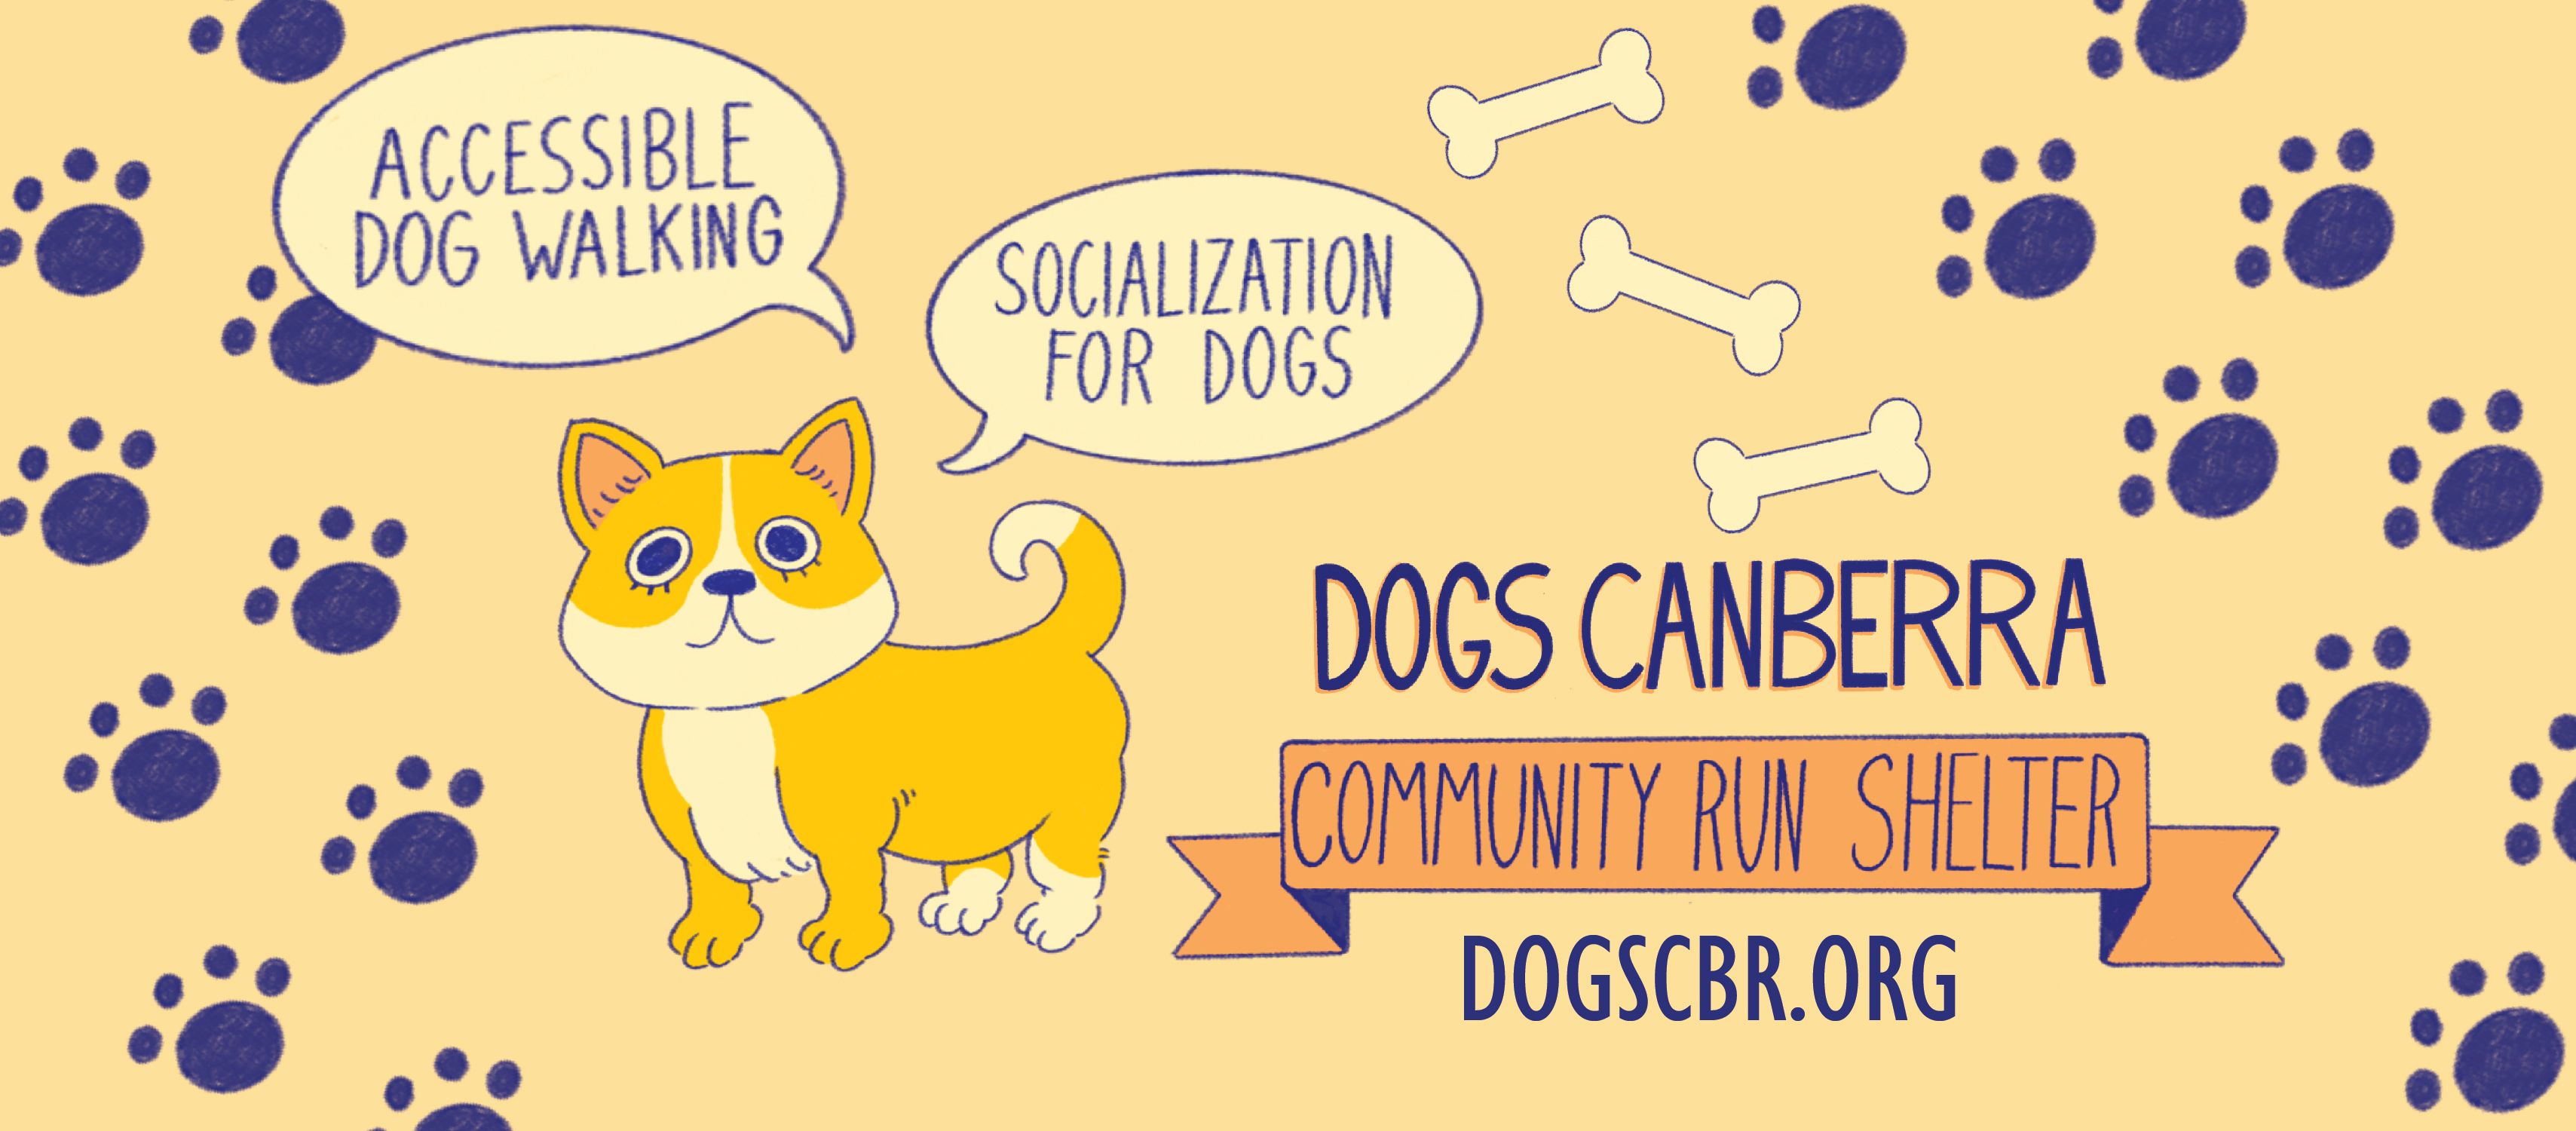 ACCESSIBLE
DOG WALKING
SOCIALIZATION
FOR DOGS
DOGS CANBERRA
COMMUNITY RUN SHELTER
DOGSCBR.ORG